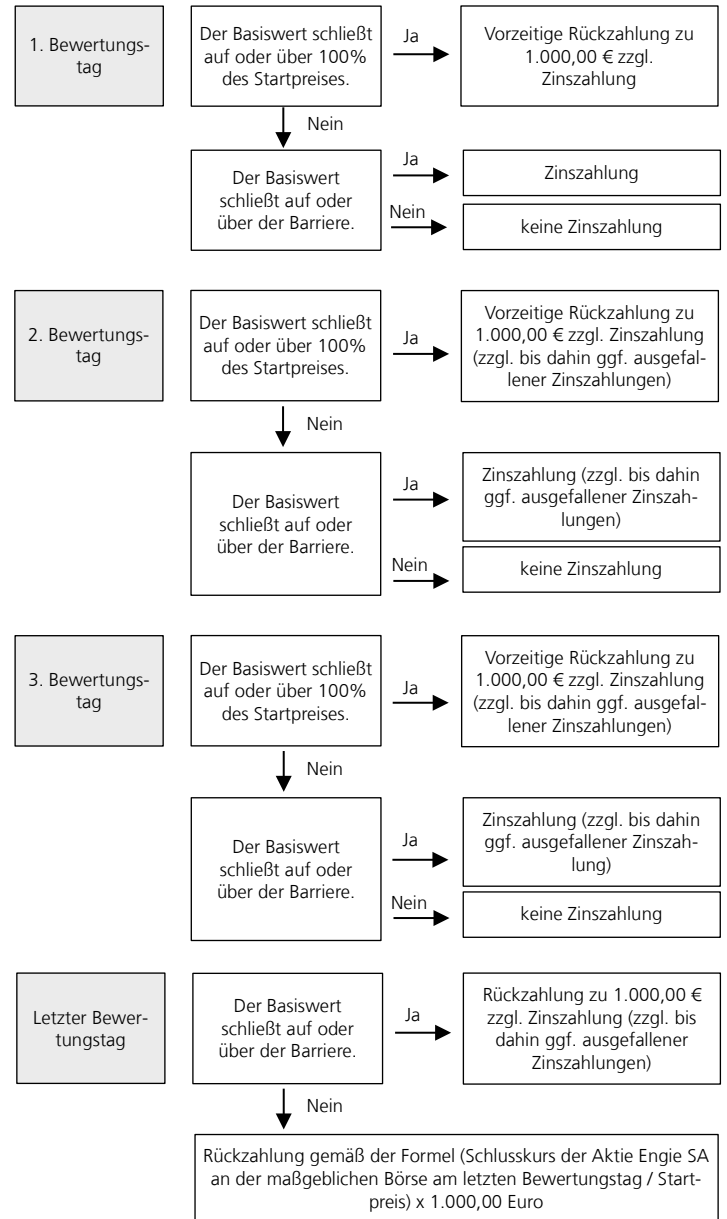 1. Bewertungs-
tag
Der Basiswert schließt
auf oder über 100%
des Startpreises.
Ja
Vorzeitige Rückzahlung zu
1.000,00 € zzgl.
Zinszahlung
Nein
Der Basiswert
schließt auf oder
über der Barriere.
Ja
Zinszahlung
Nein
keine Zinszahlung
2. Bewertungs-
tag
Der Basiswert schließt
auf oder über 100%
des Startpreises.
Ja
Vorzeitige Rückzahlung zu
1.000,00 € zzgl. Zinszahlung
(zzgl. bis dahin ggf. ausgefal-
lener Zinszahlungen)
Nein
Der Basiswert
schließt auf oder
über der Barriere.
Ja
Zinszahlung (zzgl. bis dahin
ggf. ausgefallener Zinszah-
lungen)
Nein
keine Zinszahlung
3. Bewertungs-
tag
Der Basiswert schließt
auf oder über 100%
des Startpreises.
Ja
Vorzeitige Rückzahlung zu
1.000,00 € zzgl. Zinszahlung
(zzgl. bis dahin ggf. ausgefal-
lener Zinszahlungen)
Nein
Der Basiswert
schließt auf oder
über der Barriere.
Ja
Zinszahlung (zzgl. bis dahin
ggf. ausgefallener Zinszah-
lung)
Nein
keine Zinszahlung
Letzter Bewer-
tungstag
Der Basiswert
schließt auf oder
über der Barriere.
Ja
Rückzahlung zu 1.000,00 €
zzgl. Zinszahlung (zzgl. bis
dahin ggf. ausgefallener
Zinszahlungen)
Nein
Rückzahlung gemäß der Formel (Schlusskurs der Aktie Engie SA
an der maßgeblichen Börse am letzten Bewertungstag / Start-
preis) x 1.000,00 Euro